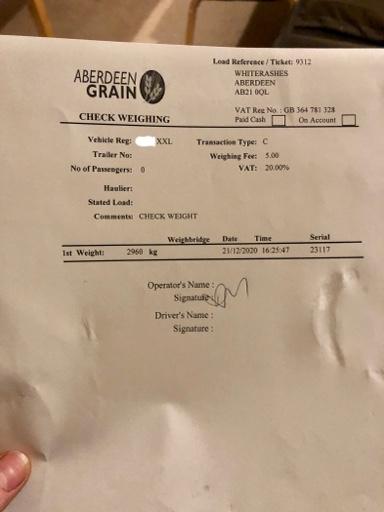 Load Reference / Ticket: 9312
ABERDEEN
GRAIN
WHITERASHES
ABERDEEN
AB21 0QL
VAT Reg No. : GB 364 781 328
CHECK WEIGHING
Paid Cash On Account
Vehicle Reg: XXL Transaction Type: C
Trailer No: Weighing Fee: 5.00
No of Passengers: 0 VAT: 20.00%
Haulier:
Stated Load:
Comments: CHECK WEIGHT
Weighbridge Date Time Serial
1st Weight: 2960 kg 21/12/2020 16:25:47 23117
Operator's Name :
Signature :
Driver's Name :
Signature :